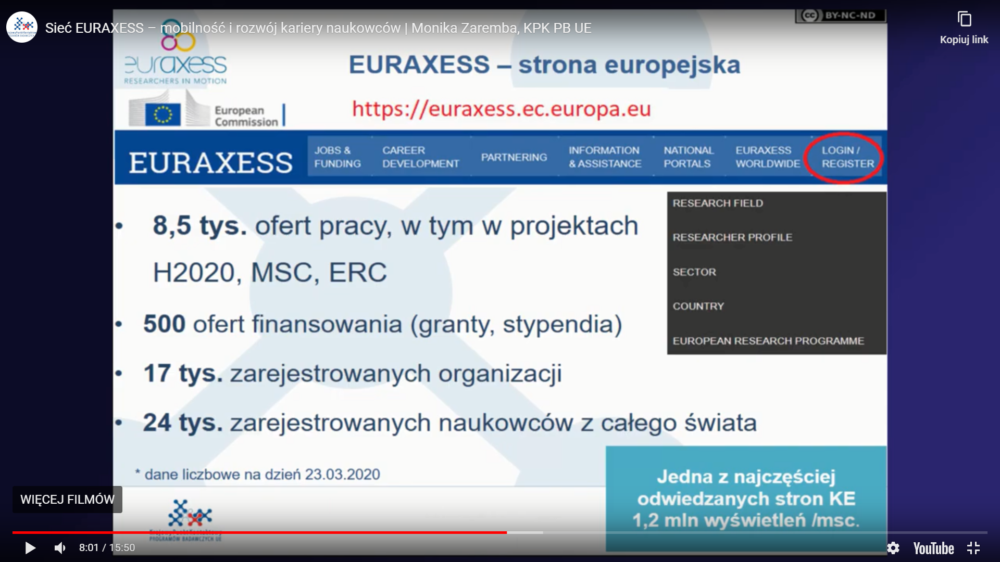 Sieć EURAXESS – mobilność i rozwój kariery naukowców | Monika Zaremba, KPK PB UE
Kopiuj link
cc BY-NC-ND
euraxess
RESEARCHERS IN MOTION
EURAXESS – strona europejska
https://euraxess.ec.europa.eu
European
Commission
EURAXESS
JOBS &
FUNDING
CAREER
DEVELOPMENT
PARTNERING
INFORMATION
& ASSISTANCE
NATIONAL
PORTALS
EURAXESS
WORLDWIDE
LOGIN /
REGISTER
• 8,5 tys. ofert pracy, w tym w projektach
H2020, MSC, ERC
• 500 ofert finansowania (granty, stypendia)
• 17 tys. zarejestrowanych organizacji
• 24 tys. zarejestrowanych naukowców z całego świata
RESEARCH FIELD
RESEARCHER PROFILE
SECTOR
COUNTRY
EUROPEAN RESEARCH PROGRAMME
* dane liczbowe na dzień 23.03.2020
Jedna z najczęściej
odwiedzanych stron KE
1,2 mln wyświetleń /msc.
WIĘCEJ FILMÓW
PROGRAMÓW BADAWCZYCH UE
8:01 / 15:50
YouTube